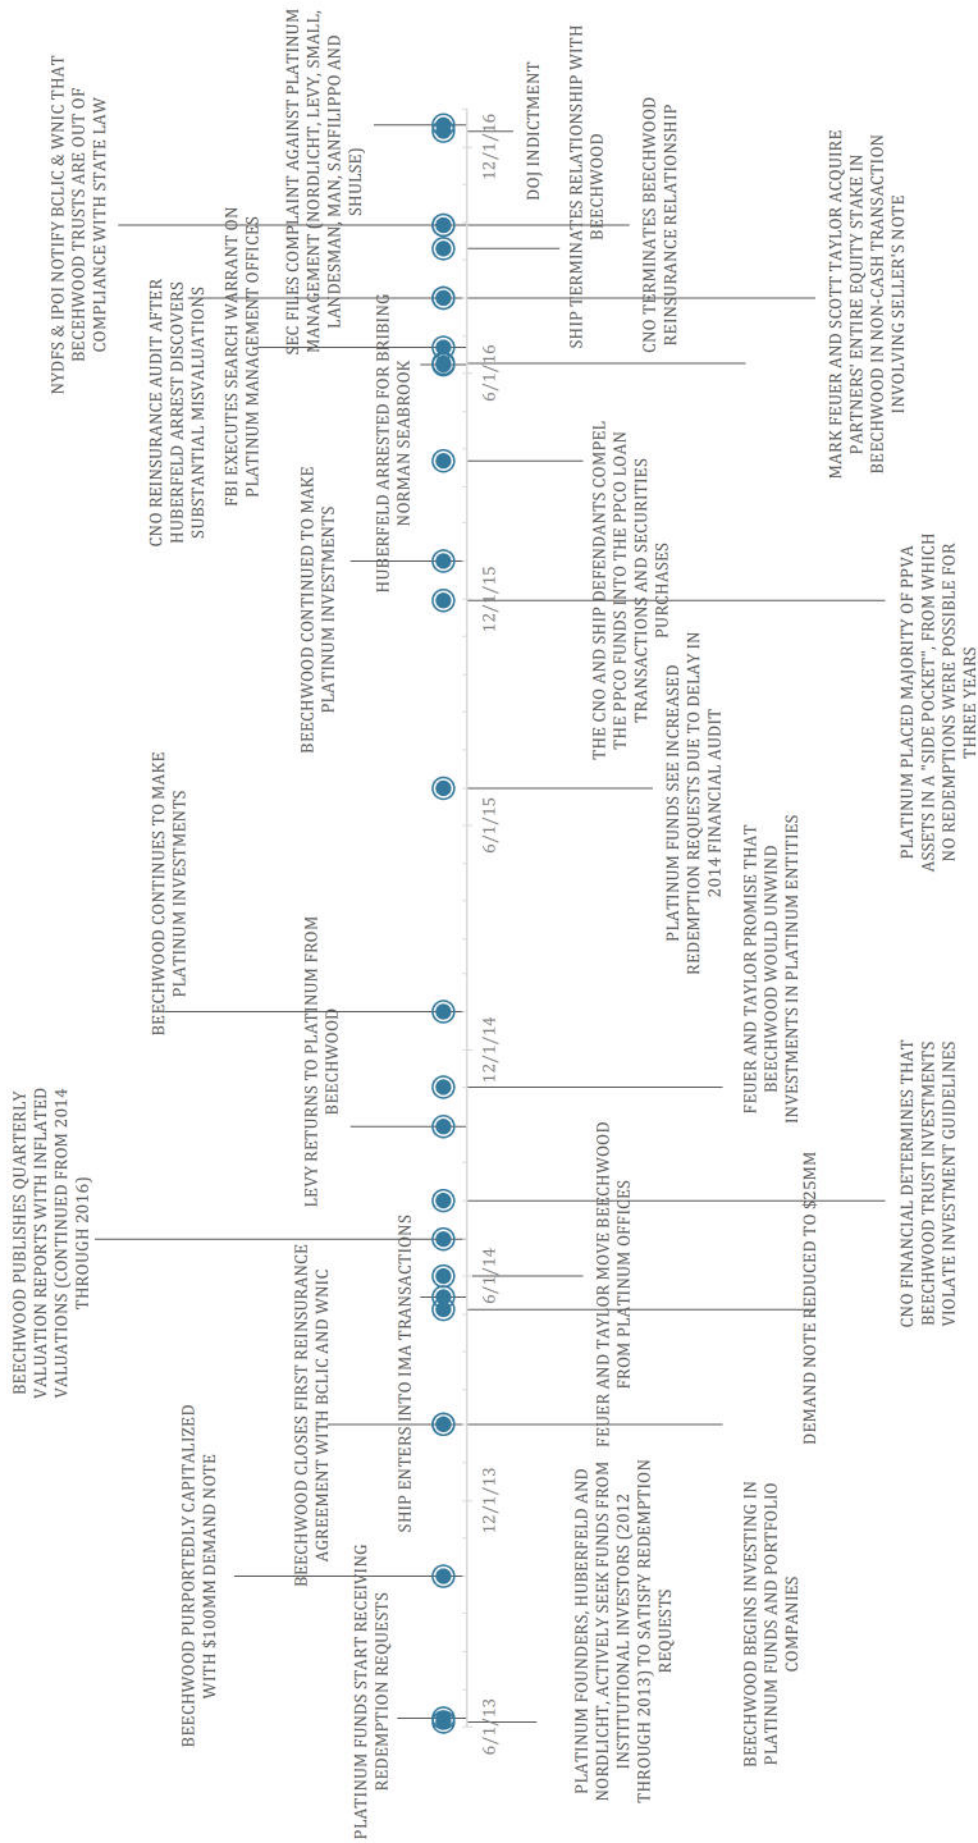 BEECHWOOD PUBLISHES QUARTERLY
VALUATION REPORTS WITH INFLATED
VALUATIONS (CONTINUED FROM 2014
THROUGH 2016)
NYDFS & IPOI NOTIFY BCLIC & WNIC THAT
BECEHWOOD TRUSTS ARE OUT OF
COMPLIANCE WITH STATE LAW
BEECHWOOD PURPORTEDLY CAPITALIZED
WITH $100MM DEMAND NOTE
BEECHWOOD CONTINUES TO MAKE
PLATINUM INVESTMENTS
CNO REINSURANCE AUDIT AFTER
HUBERFELD ARREST DISCOVERS
SUBSTANTIAL MISVALUATIONS
FBI EXECUTES SEARCH WARRANT ON
PLATINUM MANAGEMENT OFFICES
BEECHWOOD CLOSES FIRST REINSURANCE
AGREEMENT WITH BCLIC AND WNIC
LEVY RETURNS TO PLATINUM FROM
BEECHWOOD
BEECHWOOD CONTINUED TO MAKE
PLATINUM INVESTMENTS
SEC FILES COMPLAINT AGAINST PLATINUM
MANAGEMENT (NORDLICHT, LEVY, SMALL,
LANDESMAN, MAN, SANFILIPPO AND
SHULSE)
PLATINUM FUNDS START RECEIVING
REDEMPTION REQUESTS
SHIP ENTERS INTO IMA TRANSACTIONS
HUBERFELD ARRESTED FOR BRIBING
NORMAN SEABROOK
6/1/13
12/1/13
6/1/14
12/1/14
6/1/15
12/1/15
6/1/16
12/1/16
DOJ INDICTMENT
PLATINUM FOUNDERS, HUBERFELD AND
NORDLICHT, ACTIVELY SEEK FUNDS FROM
INSTITUTIONAL INVESTORS (2012
THROUGH 2013) TO SATISFY REDEMPTION
REQUESTS
FEUER AND TAYLOR MOVE BEECHWOOD
FROM PLATINUM OFFICES
THE CNO AND SHIP DEFENDANTS COMPEL
THE PPCO FUNDS INTO THE PPCO LOAN
TRANSACTIONS AND SECURITIES
PURCHASES
SHIP TERMINATES RELATIONSHIP WITH
BEECHWOOD
PLATINUM FUNDS SEE INCREASED
REDEMPTION REQUESTS DUE TO DELAY IN
2014 FINANCIAL AUDIT
CNO TERMINATES BEECHWOOD
REINSURANCE RELATIONSHIP
BEECHWOOD BEGINS INVESTING IN
PLATINUM FUNDS AND PORTFOLIO
COMPANIES
FEUER AND TAYLOR PROMISE THAT
BEECHWOOD WOULD UNWIND
INVESTMENTS IN PLATINUM ENTITIES
DEMAND NOTE REDUCED TO $25MM
MARK FEUER AND SCOTT TAYLOR ACQUIRE
PARTNERS' ENTIRE EQUITY STAKE IN
BEECHWOOD IN NON-CASH TRANSACTION
INVOLVING SELLER'S NOTE
CNO FINANCIAL DETERMINES THAT
BEECHWOOD TRUST INVESTMENTS
VIOLATE INVESTMENT GUIDELINES
PLATINUM PLACED MAJORITY OF PPVA
ASSETS IN A "SIDE POCKET", FROM WHICH
NO REDEMPTIONS WERE POSSIBLE FOR
THREE YEARS